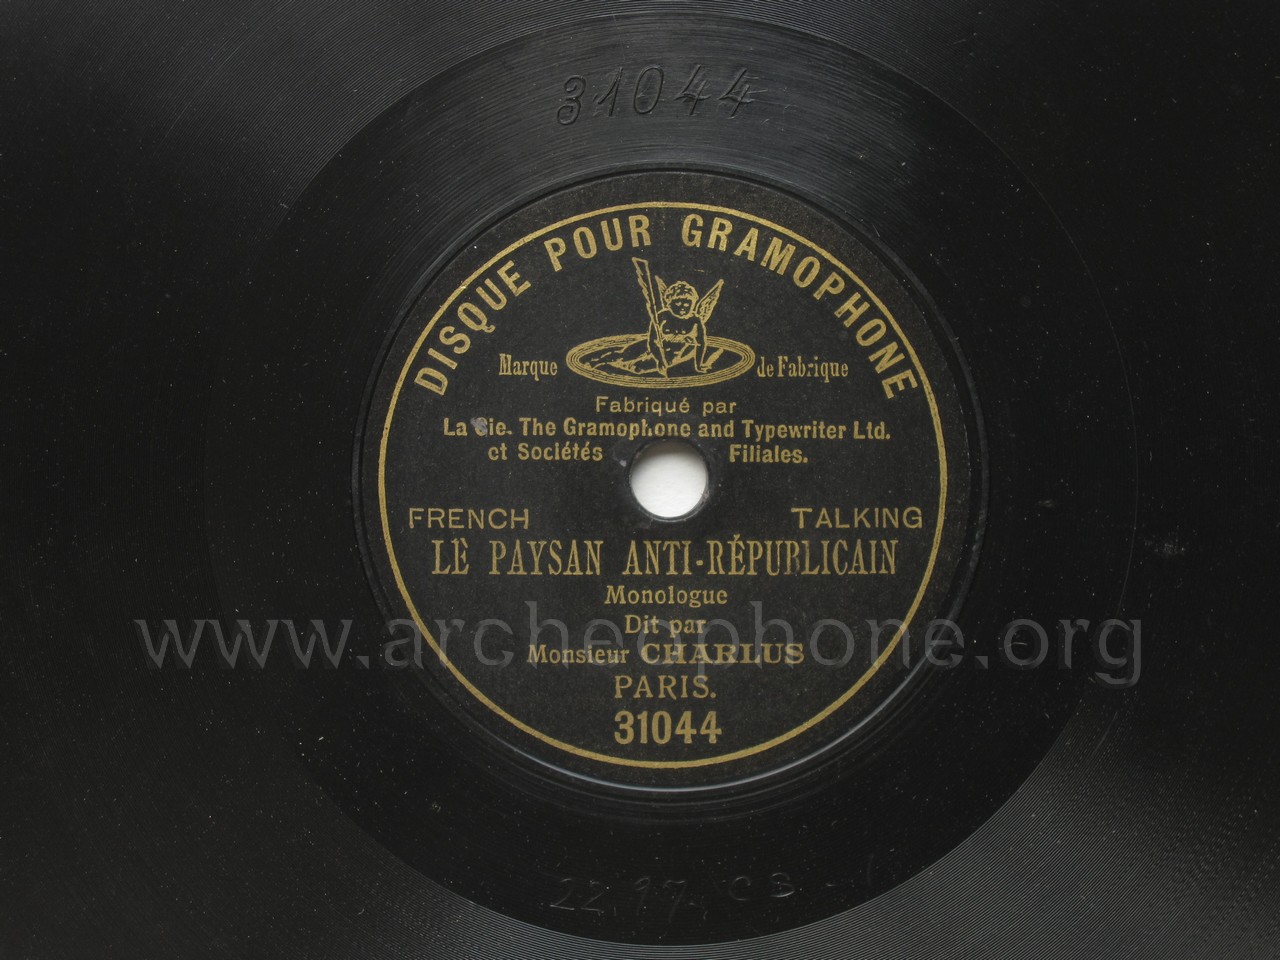 31044
DISQUE POUR GRAMOPHONE
Marque de Fabrique
Fabriqué par
La Cie. The Gramophone and Typewriter Ltd.
et Sociétés Filiales.
FRENCH TALKING
LE PAYSAN ANTI-RÉPUBLICAIN
Monologue
Dit par
www.archeophone.org
Monsieur CHARLUS
PARIS.
31044